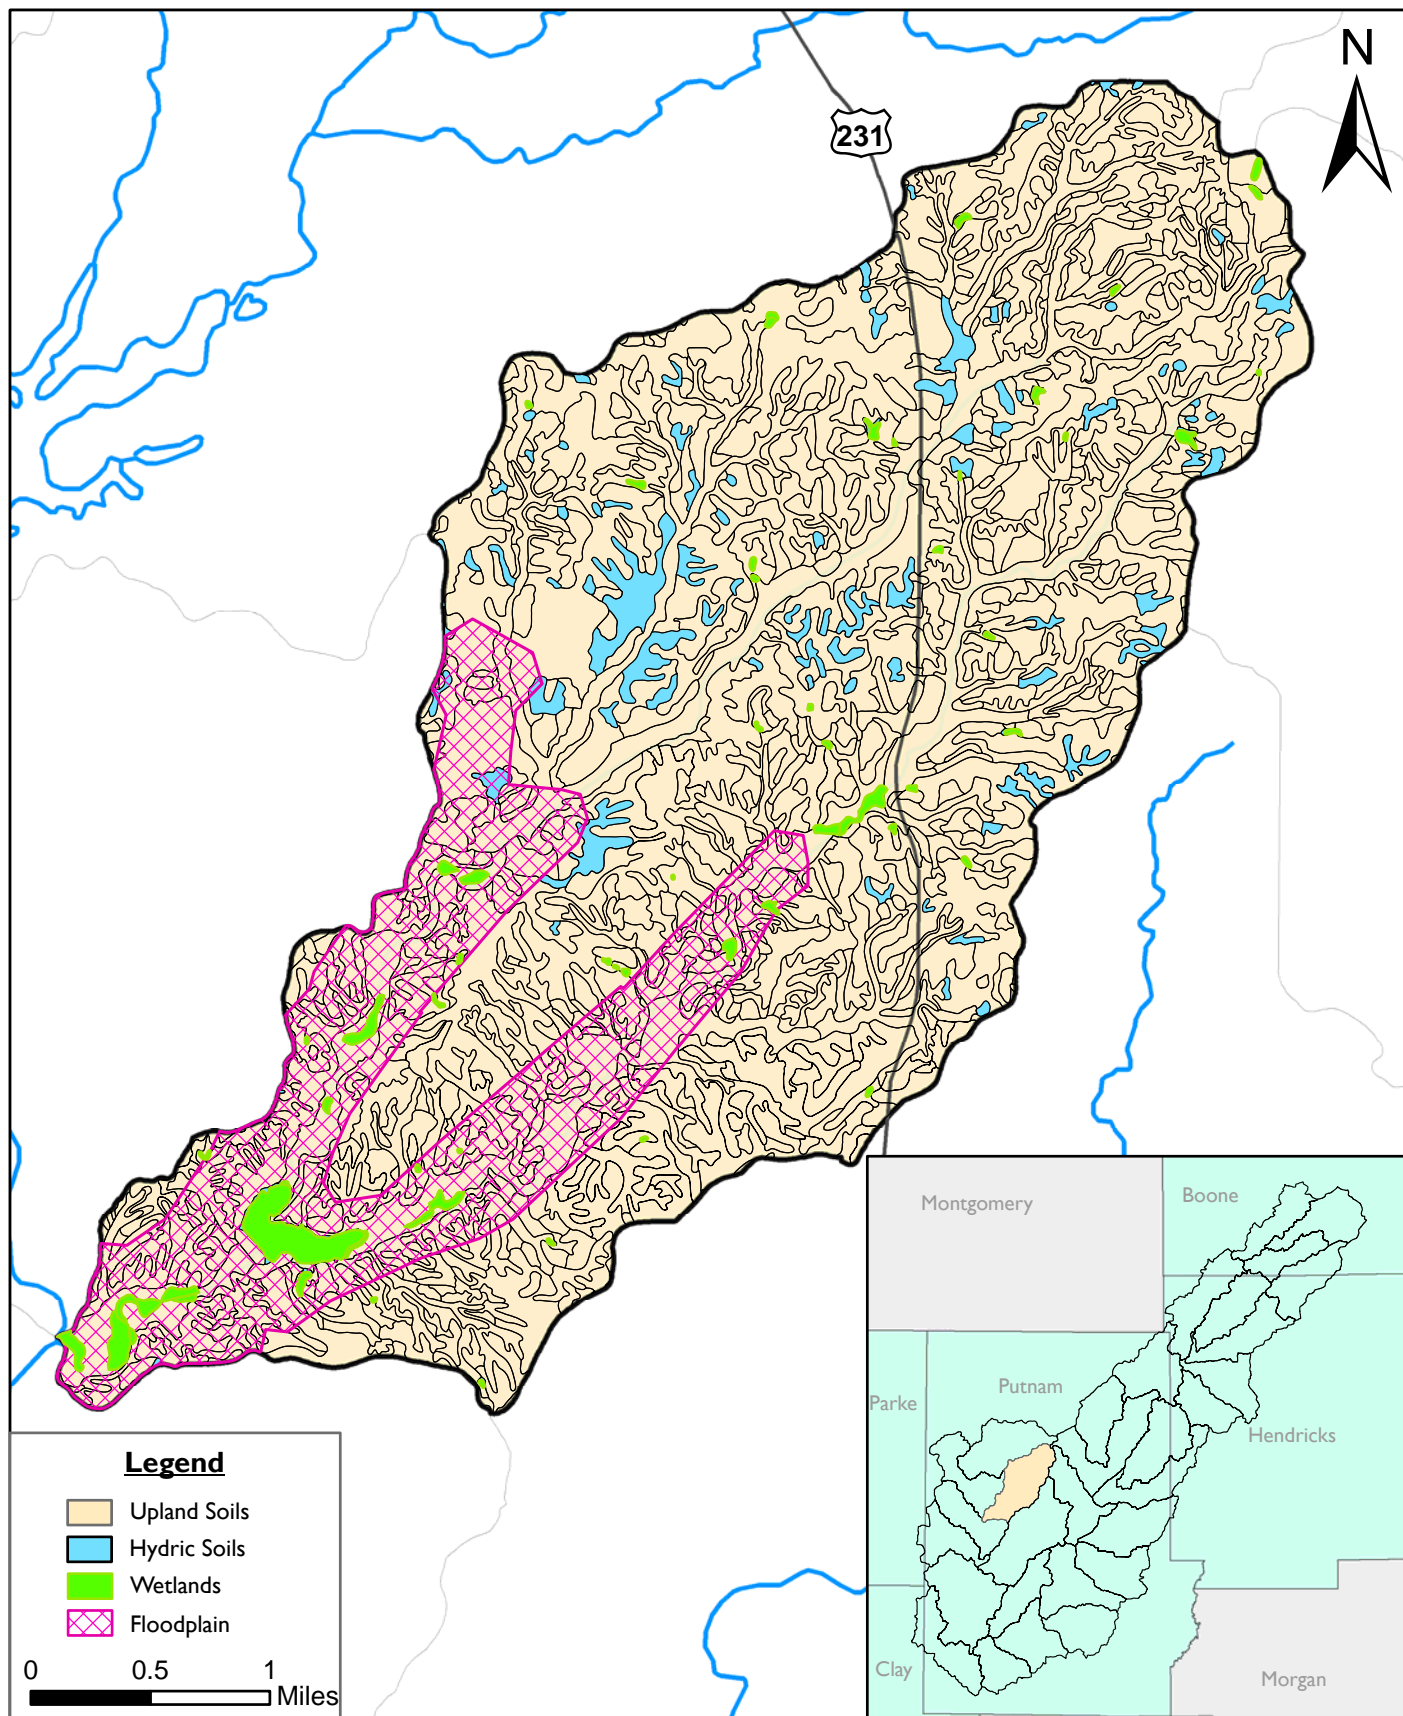 N
231
Montgomery
Boone
Putnam
Parke
Hendricks
Clay
Morgan
Legend
Upland Soils
Hydric Soils
Wetlands
Floodplain
0 0.5 1
Miles